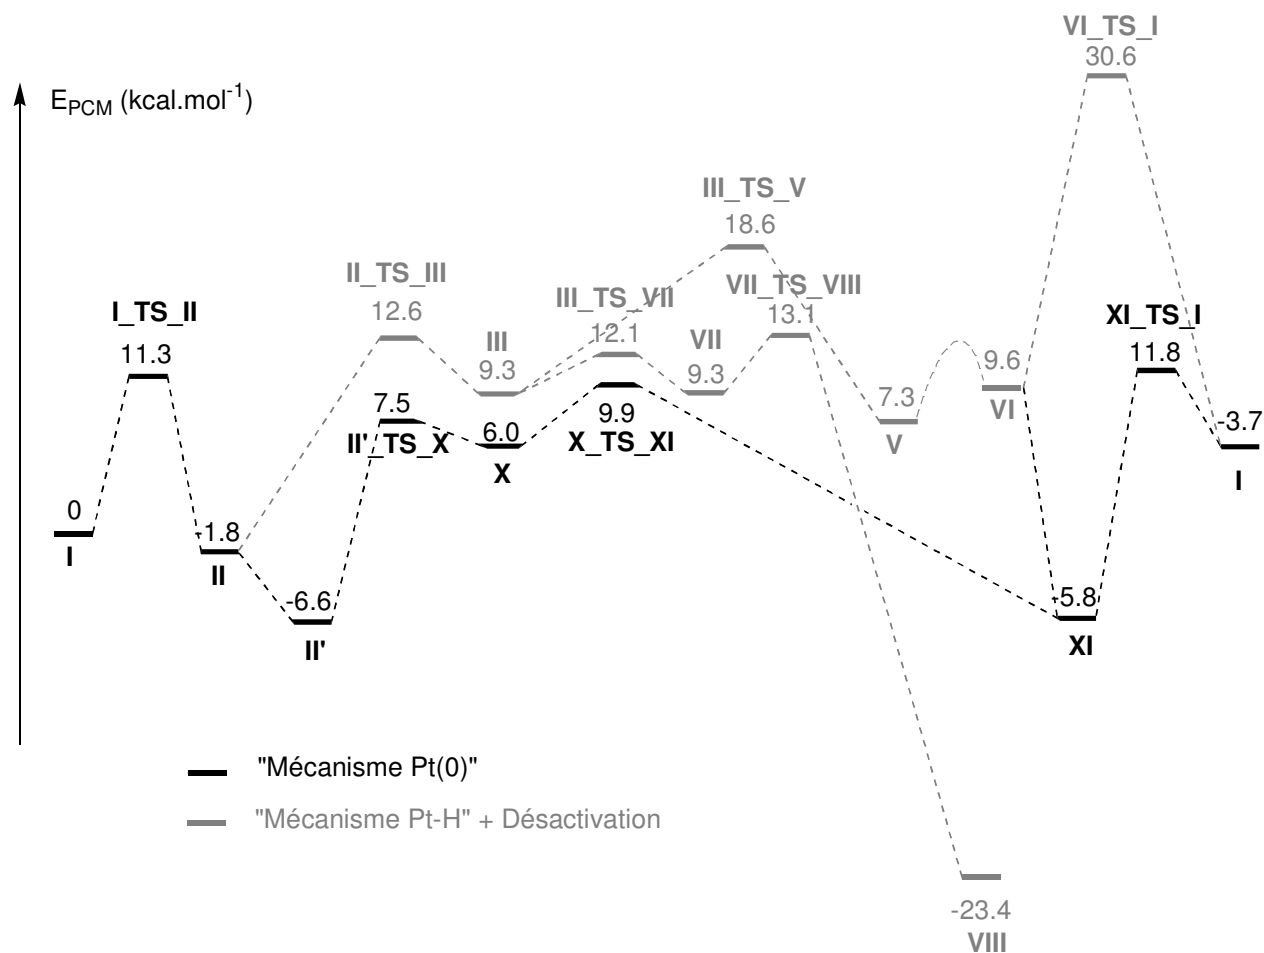 VI_TS_I
30.6
E_PCM (kcal.mol^-1)
III_TS_V
18.6
II_TS_III
12.6
III_TS_VII
12.1
VII_TS_VIII
13.1
I_TS_II
11.3
XI_TS_I
11.8
III
9.3
VII
9.3
9.6
VI
7.3
V
7.5
II'_TS_X
6.0
X
9.9
X_TS_XI
-3.7
I
0
I
-1.8
II
-6.6
II'
-5.8
XI
"Mécanisme Pt(0)"
"Mécanisme Pt-H" + Désactivation
-23.4
VIII